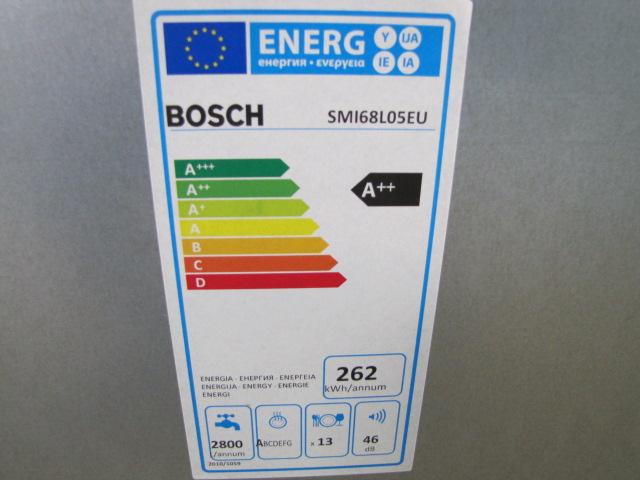 ENERG Y IJA
енергия · ενεργεια IE IA
BOSCH SMI68L05EU
A+++
A++ A++
A+
A
B
C
D
ENERGIA · ЕНЕРГИЯ · ΕΝΕΡΓΕΙΑ
ENERGIJA · ENERGY · ENERGIE
ENERGI
262
kWh/annum
2800
L/annum
ABCDEFG
x 13
46
dB
2010/1059